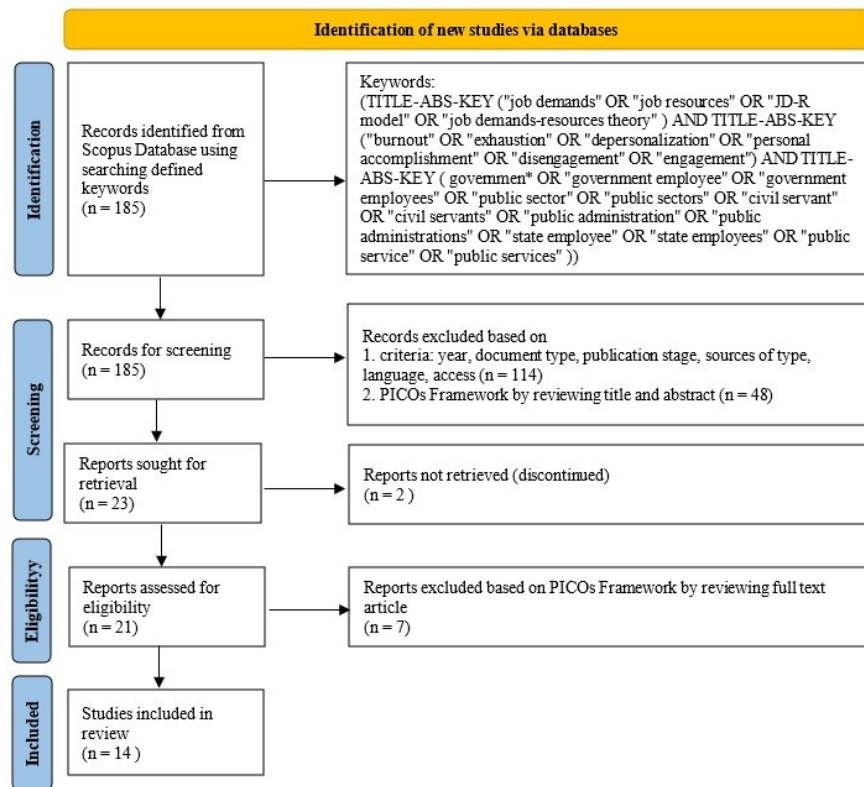 Identification of new studies via databases
Identification
Records identified from
Scopus Database using
searching defined
keywords
(n = 185)
Keywords:
(TITLE-ABS-KEY ("job demands" OR "job resources" OR "JD-R
model" OR "job demands-resources theory" ) AND TITLE-ABS-KEY
("burnout" OR "exhaustion" OR "depersonalization" OR "personal
accomplishment" OR "disengagement" OR "engagement") AND TITLE-
ABS-KEY ( governmen* OR "government employee" OR "government
employees" OR "public sector" OR "public sectors" OR "civil servant"
OR "civil servants" OR "public administration" OR "public
administrations" OR "state employee" OR "state employees" OR "public
service" OR "public services" ))
Screening
Records for screening
(n = 185)
Records excluded based on
1. criteria: year, document type, publication stage, sources of type,
language, access (n = 114)
2. PICOs Framework by reviewing title and abstract (n = 48)
Reports sought for
retrieval
(n = 23)
Reports not retrieved (discontinued)
(n = 2 )
Eligibilityy
Reports assessed for
eligibility
(n = 21)
Reports excluded based on PICOs Framework by reviewing full text
article
(n = 7)
Included
Studies included in
review
(n = 14 )